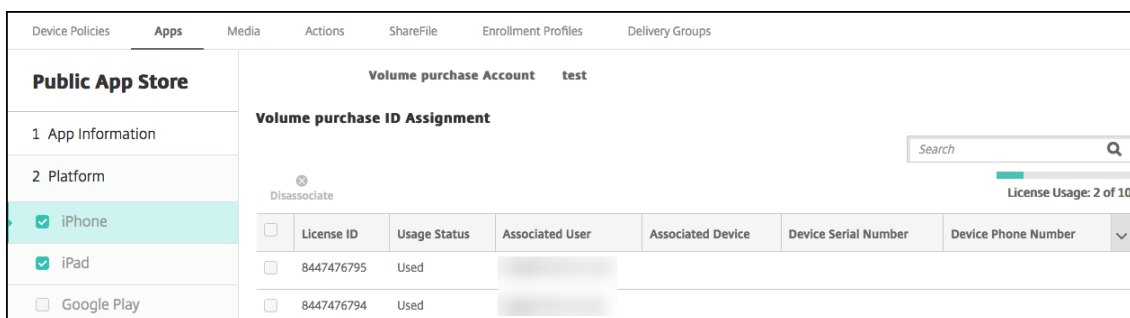 Device Policies Apps Media Actions ShareFile Enrollment Profiles Delivery Groups
Public App Store
1 App Information
2 Platform
iPhone
iPad
Google Play
Volume purchase Account test
Volume purchase ID Assignment
Search
Disassociate
License Usage: 2 of 10
License ID Usage Status Associated User Associated Device Device Serial Number Device Phone Number
8447476795 Used
8447476794 Used